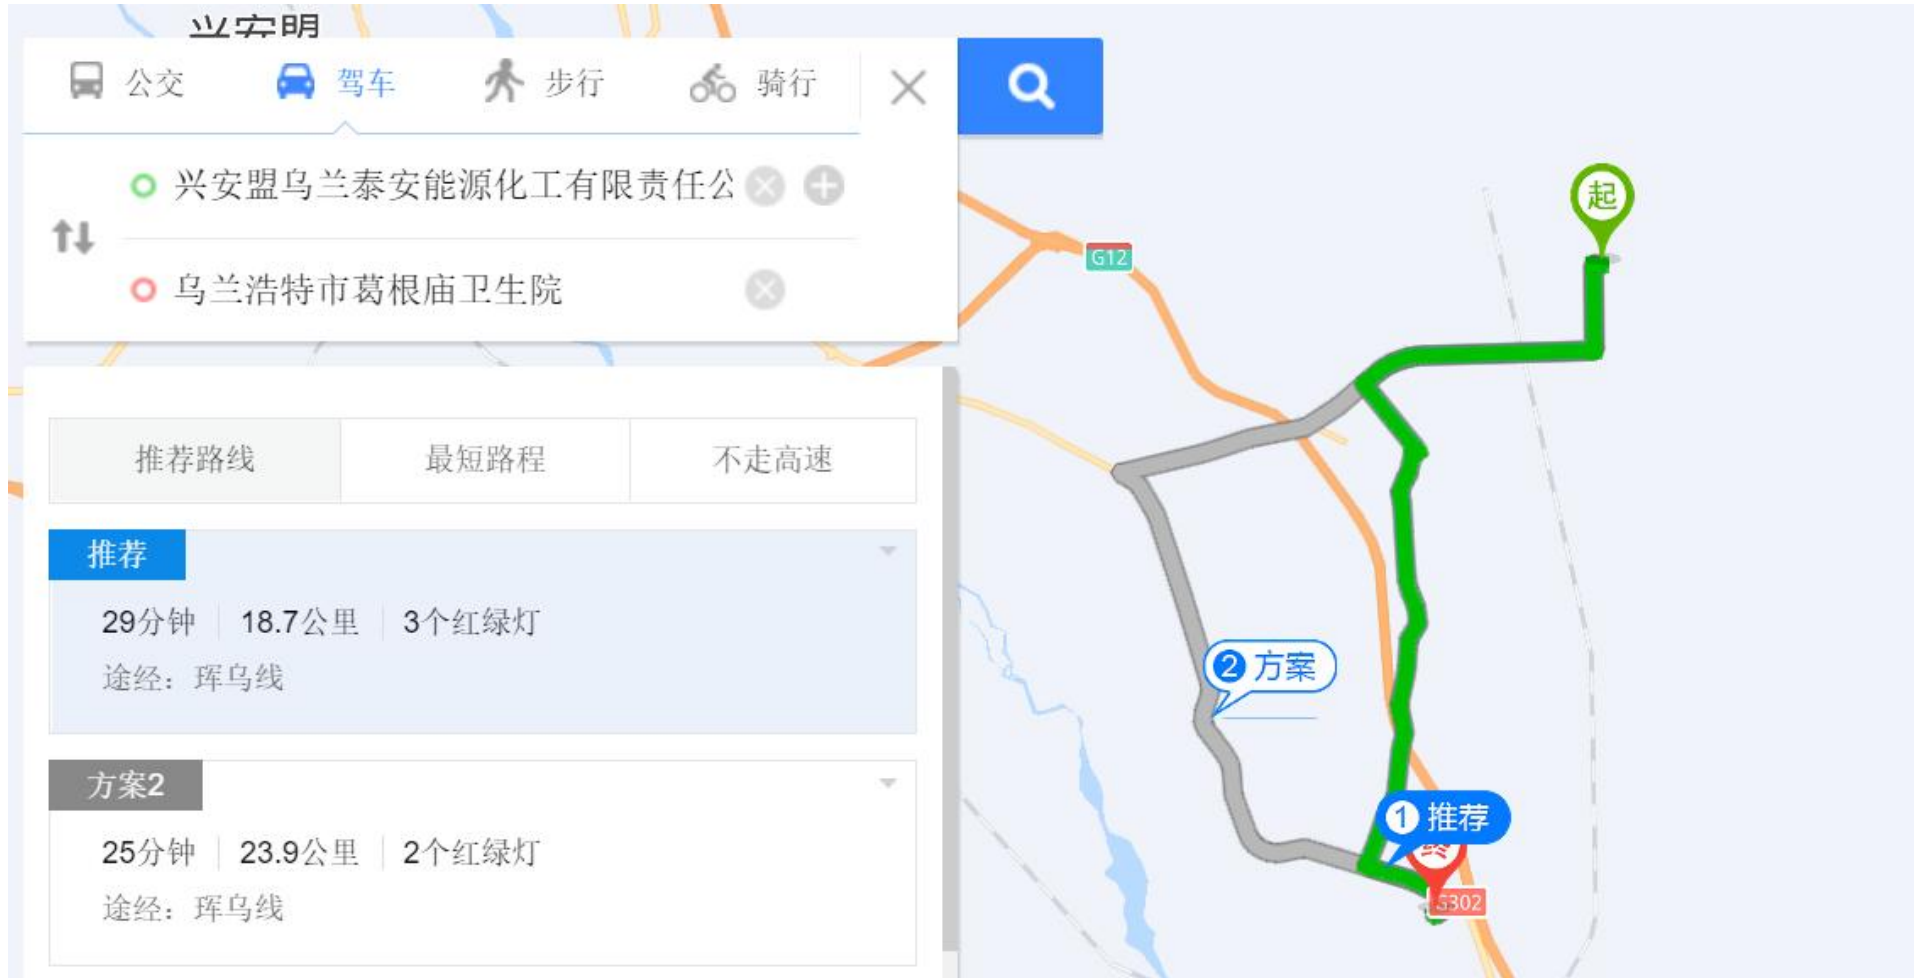 兴安明
公交 驾车 步行 骑行
兴安盟乌兰泰安能源化工有限责任公
乌兰浩特市葛根庙卫生院
推荐路线 最短路程 不走高速
推荐
29分钟 18.7公里 3个红绿灯
途经：珲乌线
方案2
25分钟 23.9公里 2个红绿灯
途经：珲乌线
起
G12
2 方案
1 推荐
终
G302